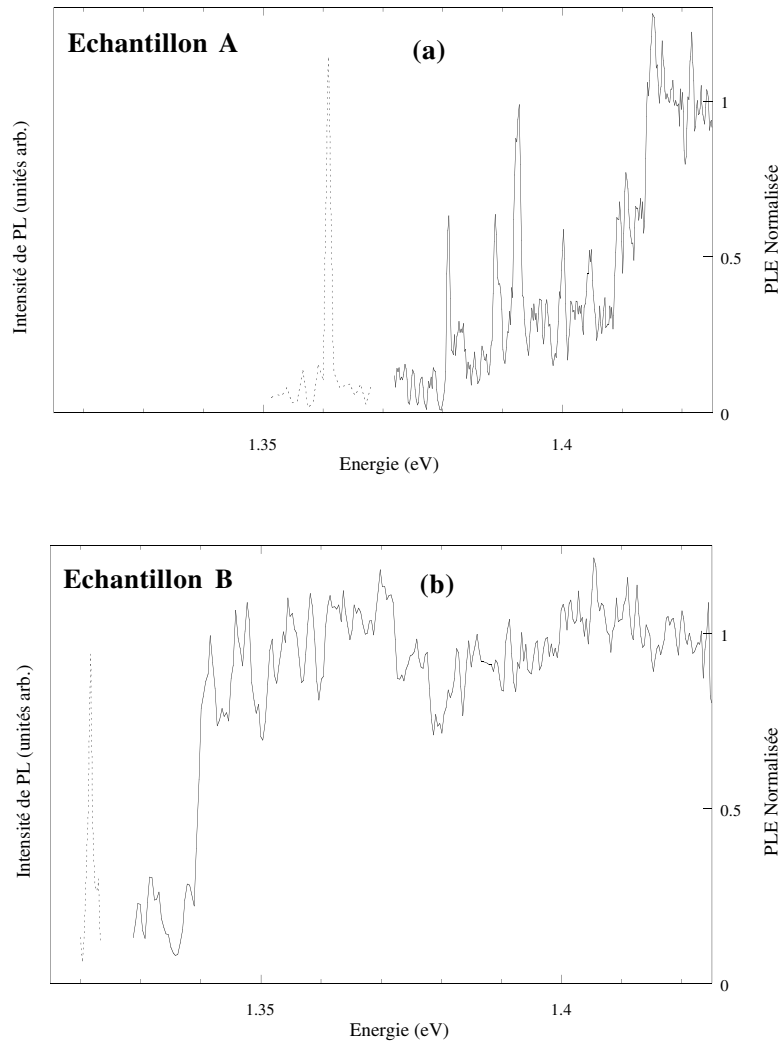 Echantillon A
(a)
Intensité de PL (unités arb.)
1
0.5
0
PLE Normalisée
1.35
1.4
Energie (eV)
Echantillon B
(b)
Intensité de PL (unités arb.)
1
0.5
0
PLE Normalisée
1.35
1.4
Energie (eV)